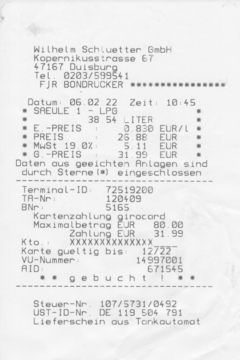 Wilhelm Schluetter GmbH
Kopernikusstrasse 67
47167 Duisburg
Tel. 0203/599541
FJR BONDRUCKER ****************
Datum: 06.02.22 Zeit: 10:45
* SAEULE 1 - LPG *
* 38.54 LITER *
* E.-PREIS : 0.830 EUR/l
* PREIS : 26.88 EUR *
* MwSt 19.0% : 5.11 EUR *
* G.-PREIS : 31.99 EUR *
Daten aus geeichten Anlagen sind
durch Sterne(*) eingeschlossen
--------------------------------
Terminal-ID: 72519200
TA-Nr: 120409
BNr: 5165
Kartenzahlung girocard
Maximalbetrag EUR 80.00
Zahlung EUR 31.99
Kto.: XXXXXXXXXXXXXX
Karte gueltig bis: 12/22
VU-Nummer: 14997001
AID: 671545
** gebucht ! **
--------------------------------
Steuer-Nr. 107/5731/0492
UST-ID-Nr. DE 119 504 791
Lieferschein aus Tankautomat